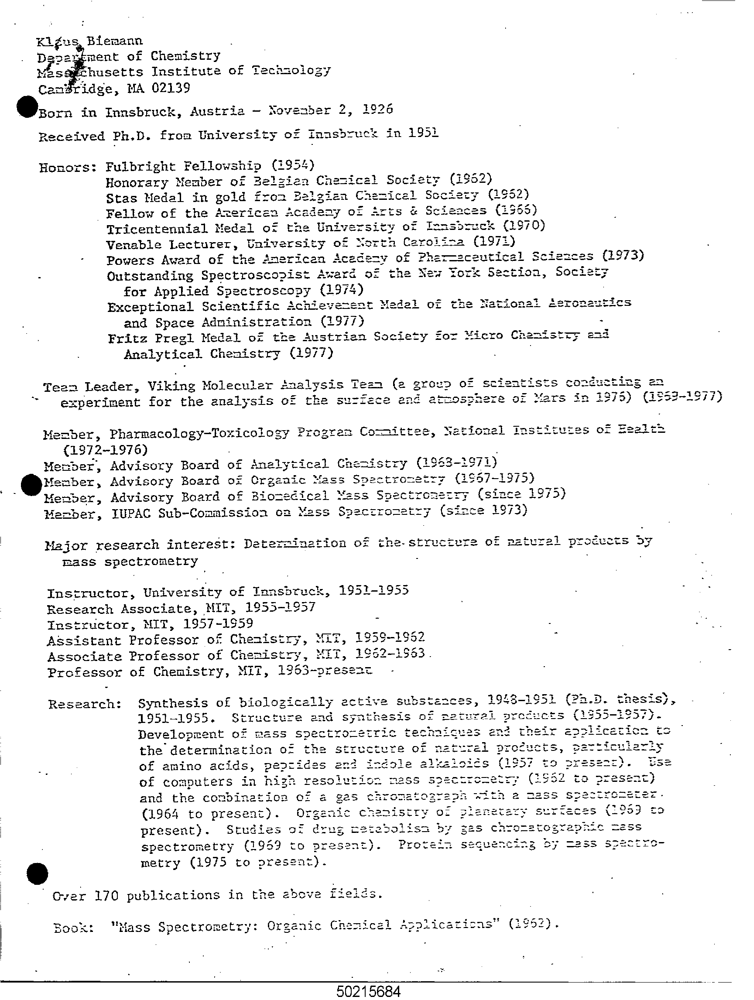 Klaus Biemann
Department of Chemistry
Massachusetts Institute of Technology
Cambridge, MA 02139
Born in Innsbruck, Austria - November 2, 1926
Received Ph.D. from University of Innsbruck in 1951
Honors: Fulbright Fellowship (1954)
Honorary Member of Belgian Chemical Society (1962)
Stas Medal in gold from Belgian Chemical Society (1962)
Fellow of the American Academy of Arts & Sciences (1966)
Tricentennial Medal of the University of Innsbruck (1970)
Venable Lecturer, University of North Carolina (1971)
Powers Award of the American Academy of Pharmaceutical Sciences (1973)
Outstanding Spectroscopist Award of the New York Section, Society
for Applied Spectroscopy (1974)
Exceptional Scientific Achievement Medal of the National Aeronautics
and Space Administration (1977)
Fritz Pregl Medal of the Austrian Society for Micro Chemistry and
Analytical Chemistry (1977)
Team Leader, Viking Molecular Analysis Team (a group of scientists conducting an
experiment for the analysis of the surface and atmosphere of Mars in 1976) (1969-1977)
Member, Pharmacology-Toxicology Program Committee, National Institutes of Health
(1972-1976)
Member, Advisory Board of Analytical Chemistry (1963-1971)
Member, Advisory Board of Organic Mass Spectrometry (1967-1975)
Member, Advisory Board of Biomedical Mass Spectrometry (since 1975)
Member, IUPAC Sub-Commission on Mass Spectrometry (since 1973)
Major research interest: Determination of the structure of natural products by
mass spectrometry
Instructor, University of Innsbruck, 1951-1955
Research Associate, MIT, 1955-1957
Instructor, MIT, 1957-1959
Assistant Professor of Chemistry, MIT, 1959-1962
Associate Professor of Chemistry, MIT, 1962-1963
Professor of Chemistry, MIT, 1963-present
Research: Synthesis of biologically active substances, 1948-1951 (Ph.D. thesis),
1951-1955. Structure and synthesis of natural products (1955-1957).
Development of mass spectrometric techniques and their application to
the determination of the structure of natural products, particularly
of amino acids, peptides and indole alkaloids (1957 to present). Use
of computers in high resolution mass spectrometry (1962 to present)
and the combination of a gas chromatograph with a mass spectrometer.
(1964 to present). Organic chemistry of planetary surfaces (1969 to
present). Studies of drug metabolism by gas chromatographic mass
spectrometry (1969 to present). Protein sequencing by mass spectro-
metry (1975 to present).
Over 170 publications in the above fields.
Book: "Mass Spectrometry: Organic Chemical Applications" (1962).
50215684